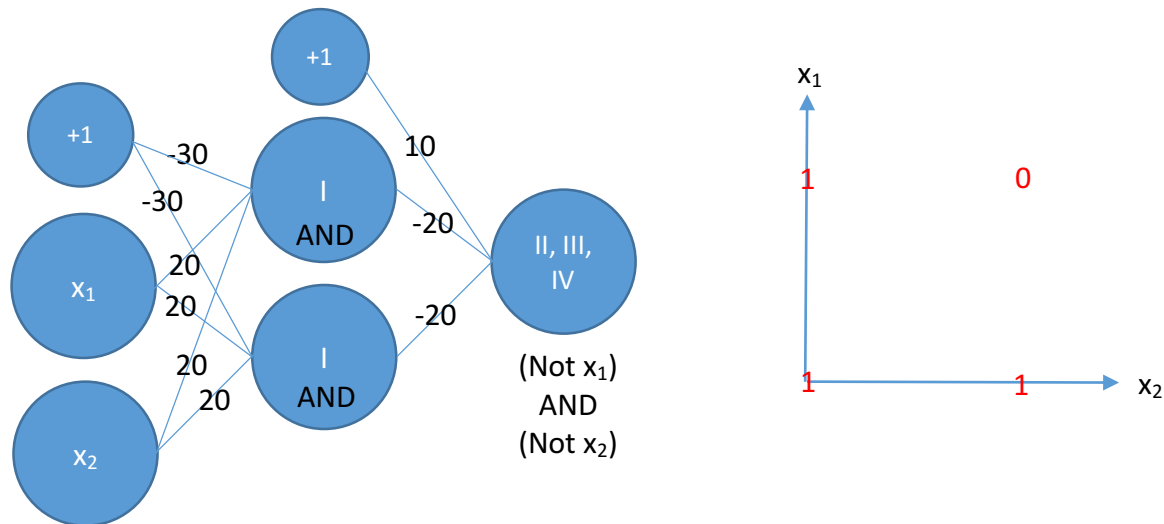 +1
+1
x₁
x₂
-30
-30
20
20
20
20
I
AND
I
AND
10
-20
-20
II, III,
IV
(Not x₁)
AND
(Not x₂)
x₁
1
0
1
1
x₂